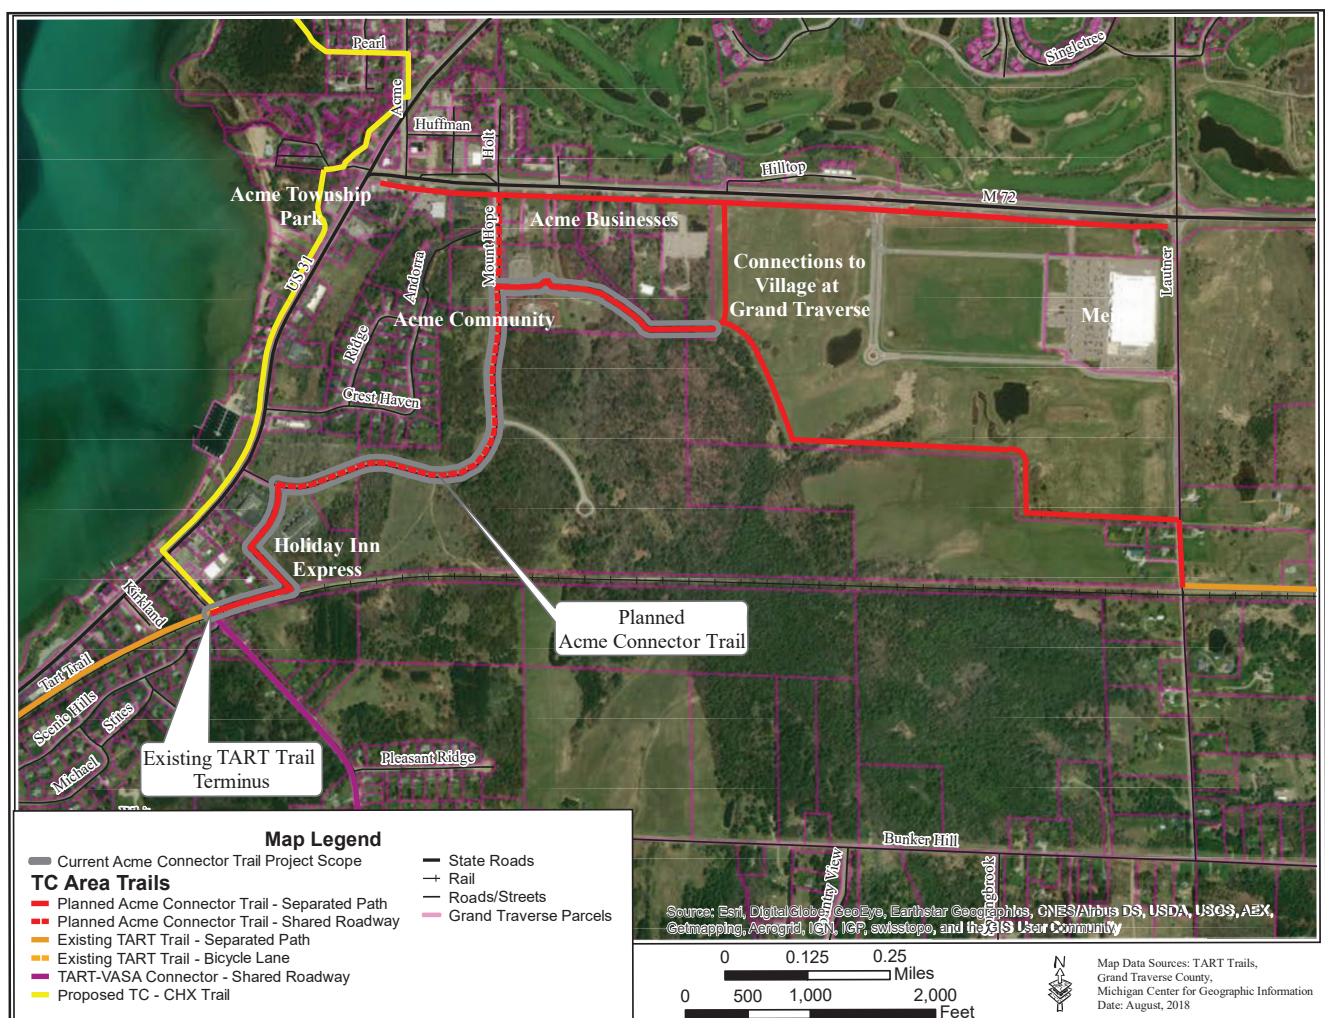 Pearl
Singletree
Acme
Huffman
Holt
Hilltop
M 72
Acme Township
Park
Acme Businesses
Mount Hope
US 31
Andorra
Connections to
Village at
Grand Traverse
Lautner
Acme Community
Ridge
Crest Haven
Holiday Inn
Express
Kirkland
Planned
Acme Connector Trail
Tart Trail
Scenic Hills
Stites
Michael
Existing TART Trail
Terminus
Pleasant Ridge
Bunker Hill
Source: Esri, DigitalGlobe, GeoEye, Earthstar Geographics, CNES/Airbus DS, USDA, USGS, AEX,
Getmapping, Aerogrid, IGN, IGP, swisstopo, and the GIS User Community
Map Legend
Current Acme Connector Trail Project Scope
TC Area Trails
Planned Acme Connector Trail - Separated Path
Planned Acme Connector Trail - Shared Roadway
Existing TART Trail - Separated Path
Existing TART Trail - Bicycle Lane
TART-VASA Connector - Shared Roadway
Proposed TC - CHX Trail
State Roads
Rail
Roads/Streets
Grand Traverse Parcels
0 0.125 0.25
Miles
0 500 1,000 2,000
Feet
N
Map Data Sources: TART Trails,
Grand Traverse County,
Michigan Center for Geographic Information
Date: August, 2018